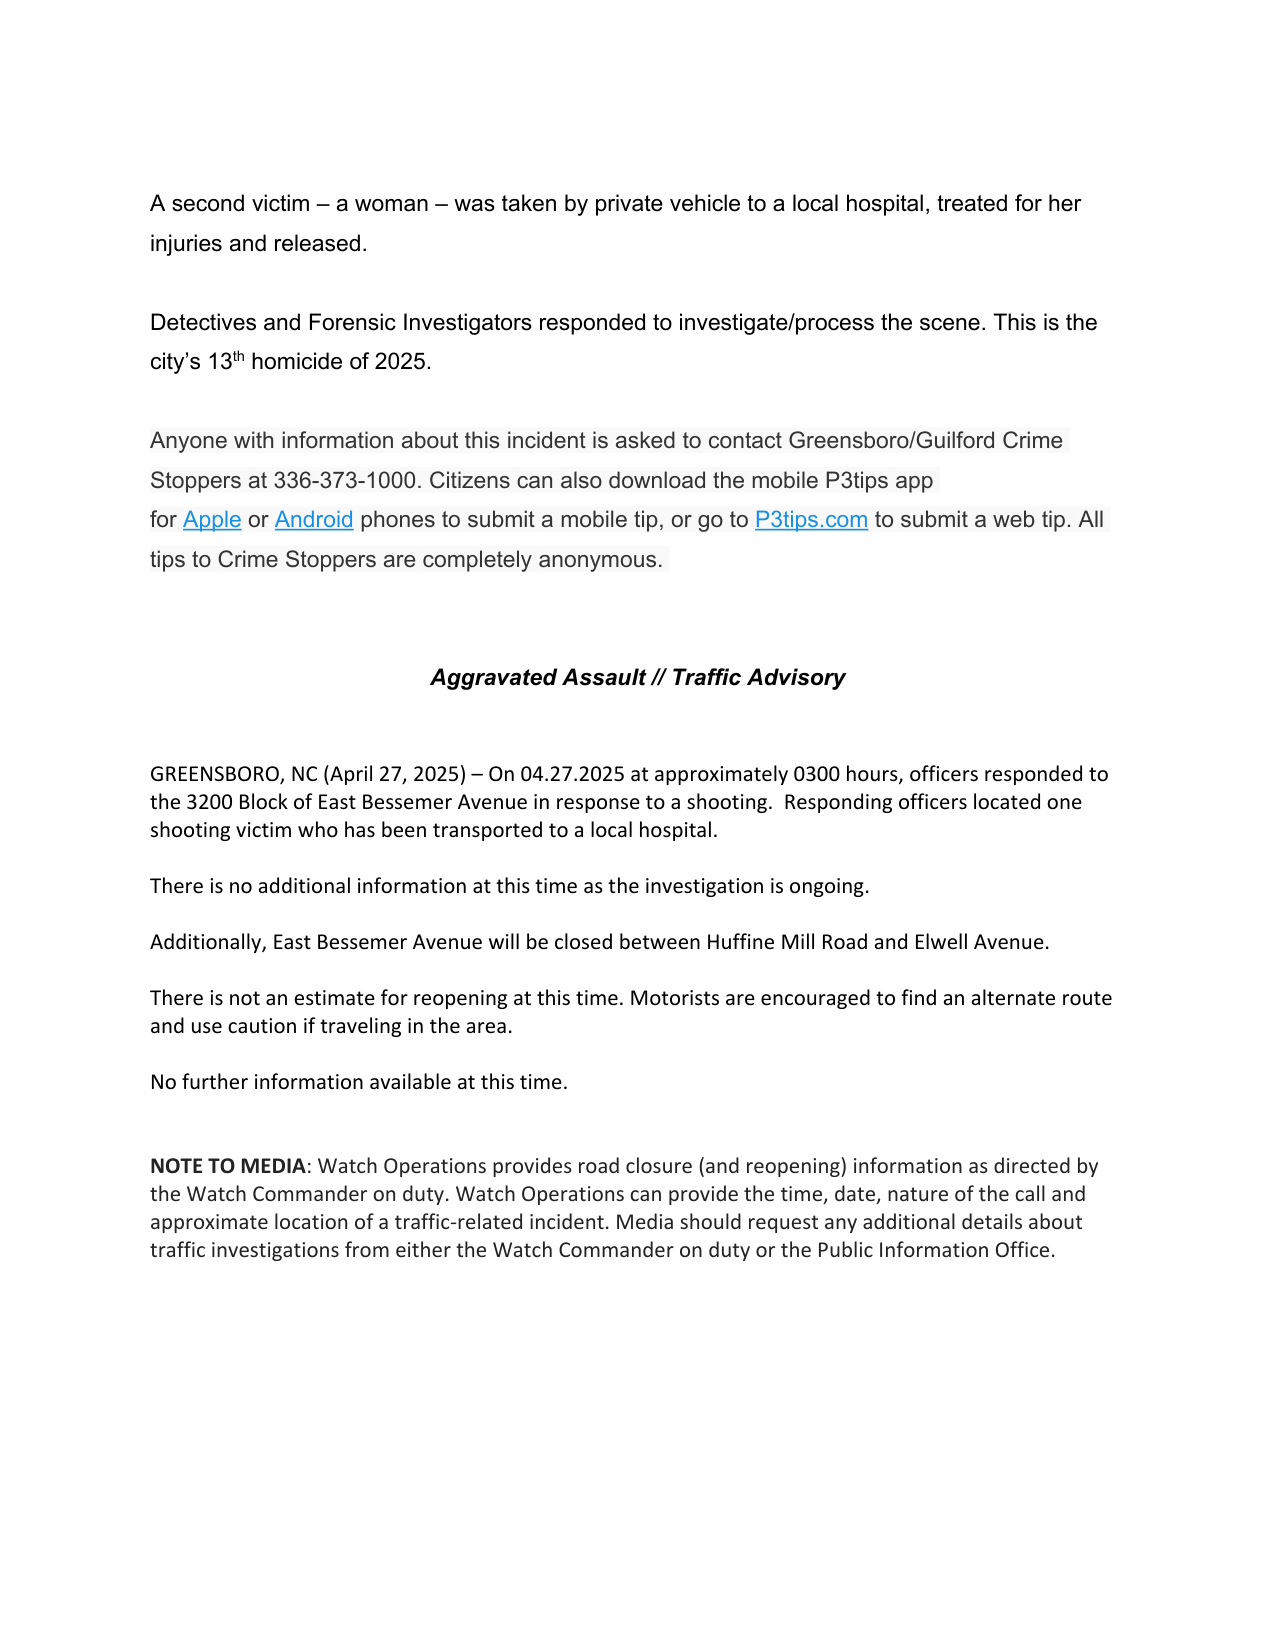 A second victim – a woman – was taken by private vehicle to a local hospital, treated for her
injuries and released.
Detectives and Forensic Investigators responded to investigate/process the scene. This is the
city’s 13th homicide of 2025.
Anyone with information about this incident is asked to contact Greensboro/Guilford Crime
Stoppers at 336-373-1000. Citizens can also download the mobile P3tips app
for Apple or Android phones to submit a mobile tip, or go to P3tips.com to submit a web tip. All
tips to Crime Stoppers are completely anonymous.
Aggravated Assault // Traffic Advisory
GREENSBORO, NC (April 27, 2025) – On 04.27.2025 at approximately 0300 hours, officers responded to
the 3200 Block of East Bessemer Avenue in response to a shooting.  Responding officers located one
shooting victim who has been transported to a local hospital.
There is no additional information at this time as the investigation is ongoing.
Additionally, East Bessemer Avenue will be closed between Huffine Mill Road and Elwell Avenue.
There is not an estimate for reopening at this time. Motorists are encouraged to find an alternate route
and use caution if traveling in the area.
No further information available at this time.
NOTE TO MEDIA: Watch Operations provides road closure (and reopening) information as directed by
the Watch Commander on duty. Watch Operations can provide the time, date, nature of the call and
approximate location of a traffic-related incident. Media should request any additional details about
traffic investigations from either the Watch Commander on duty or the Public Information Office.